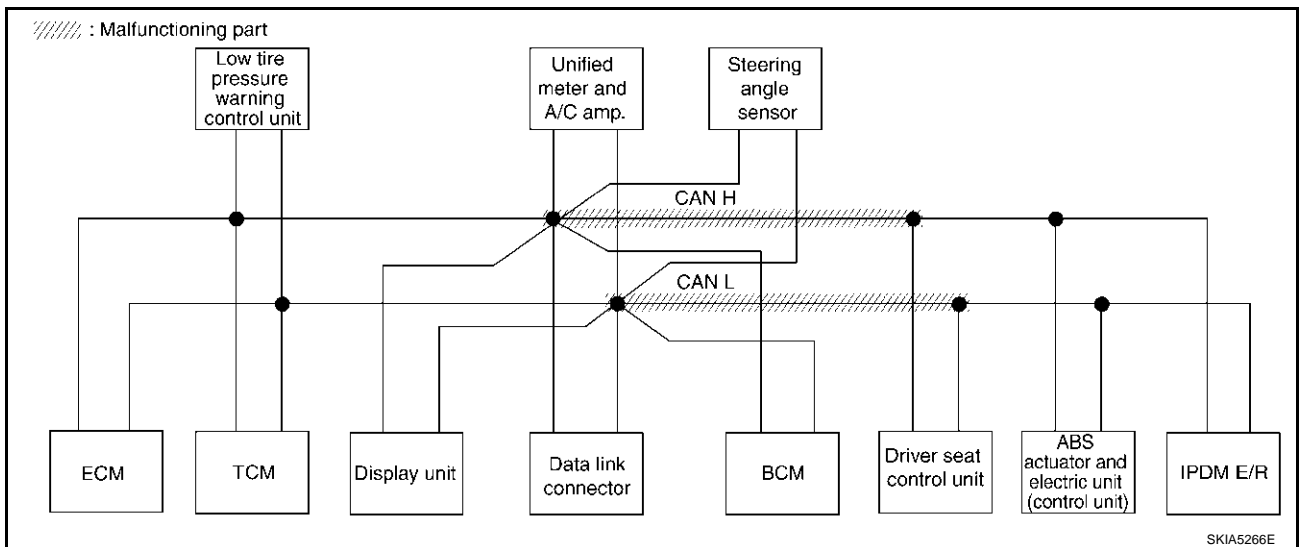 : Malfunctioning part
Low tire
pressure
warning
control unit
Unified
meter and
A/C amp.
Steering
angle
sensor
CAN H
CAN L
ECM
TCM
Display unit
Data link
connector
BCM
Driver seat
control unit
ABS
actuator and
electric unit
(control unit)
IPDM E/R
SKIA5266E